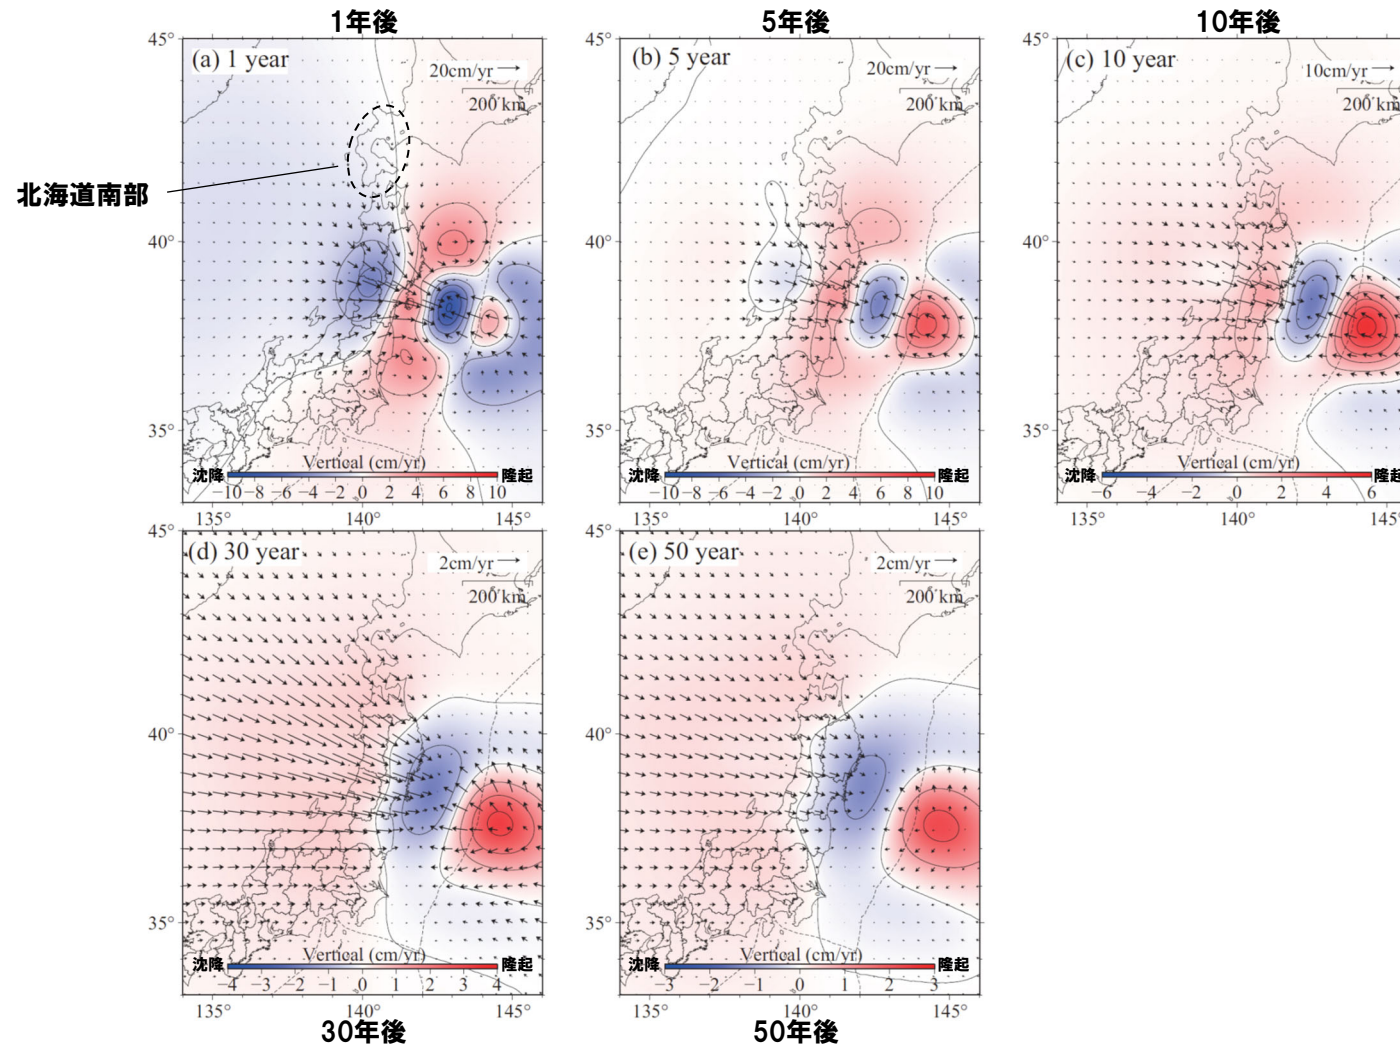 1年後
5年後
10年後
(a) 1 year
20cm/yr
200 km
45°
40°
35°
北海道南部
Vertical (cm/yr)
沈降
隆起
−10 −8 −6 −4 −2 0 2 4 6 8 10
135° 140° 145°
(b) 5 year
20cm/yr
200 km
45°
40°
35°
Vertical (cm/yr)
沈降
隆起
−10 −8 −6 −4 −2 0 2 4 6 8 10
135° 140° 145°
(c) 10 year
10cm/yr
200 km
45°
40°
35°
Vertical (cm/yr)
沈降
隆起
−6 −4 −2 0 2 4 6
135° 140° 145°
(d) 30 year
2cm/yr
200 km
45°
40°
35°
Vertical (cm/yr)
沈降
隆起
−4 −3 −2 −1 0 1 2 3 4
135° 140° 145°
30年後
(e) 50 year
2cm/yr
200 km
45°
40°
35°
Vertical (cm/yr)
沈降
隆起
−3 −2 −1 0 1 2 3
135° 140° 145°
50年後